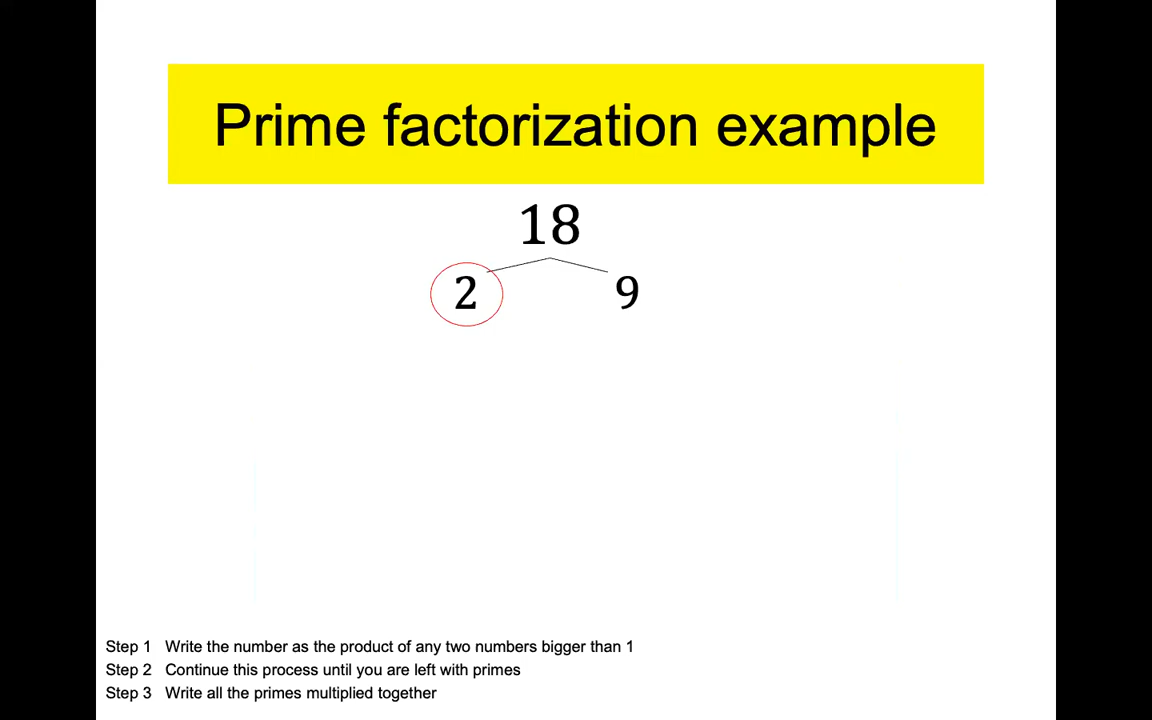 Prime factorization example
18
2 9
Step 1 Write the number as the product of any two numbers bigger than 1
Step 2 Continue this process until you are left with primes
Step 3 Write all the primes multiplied together